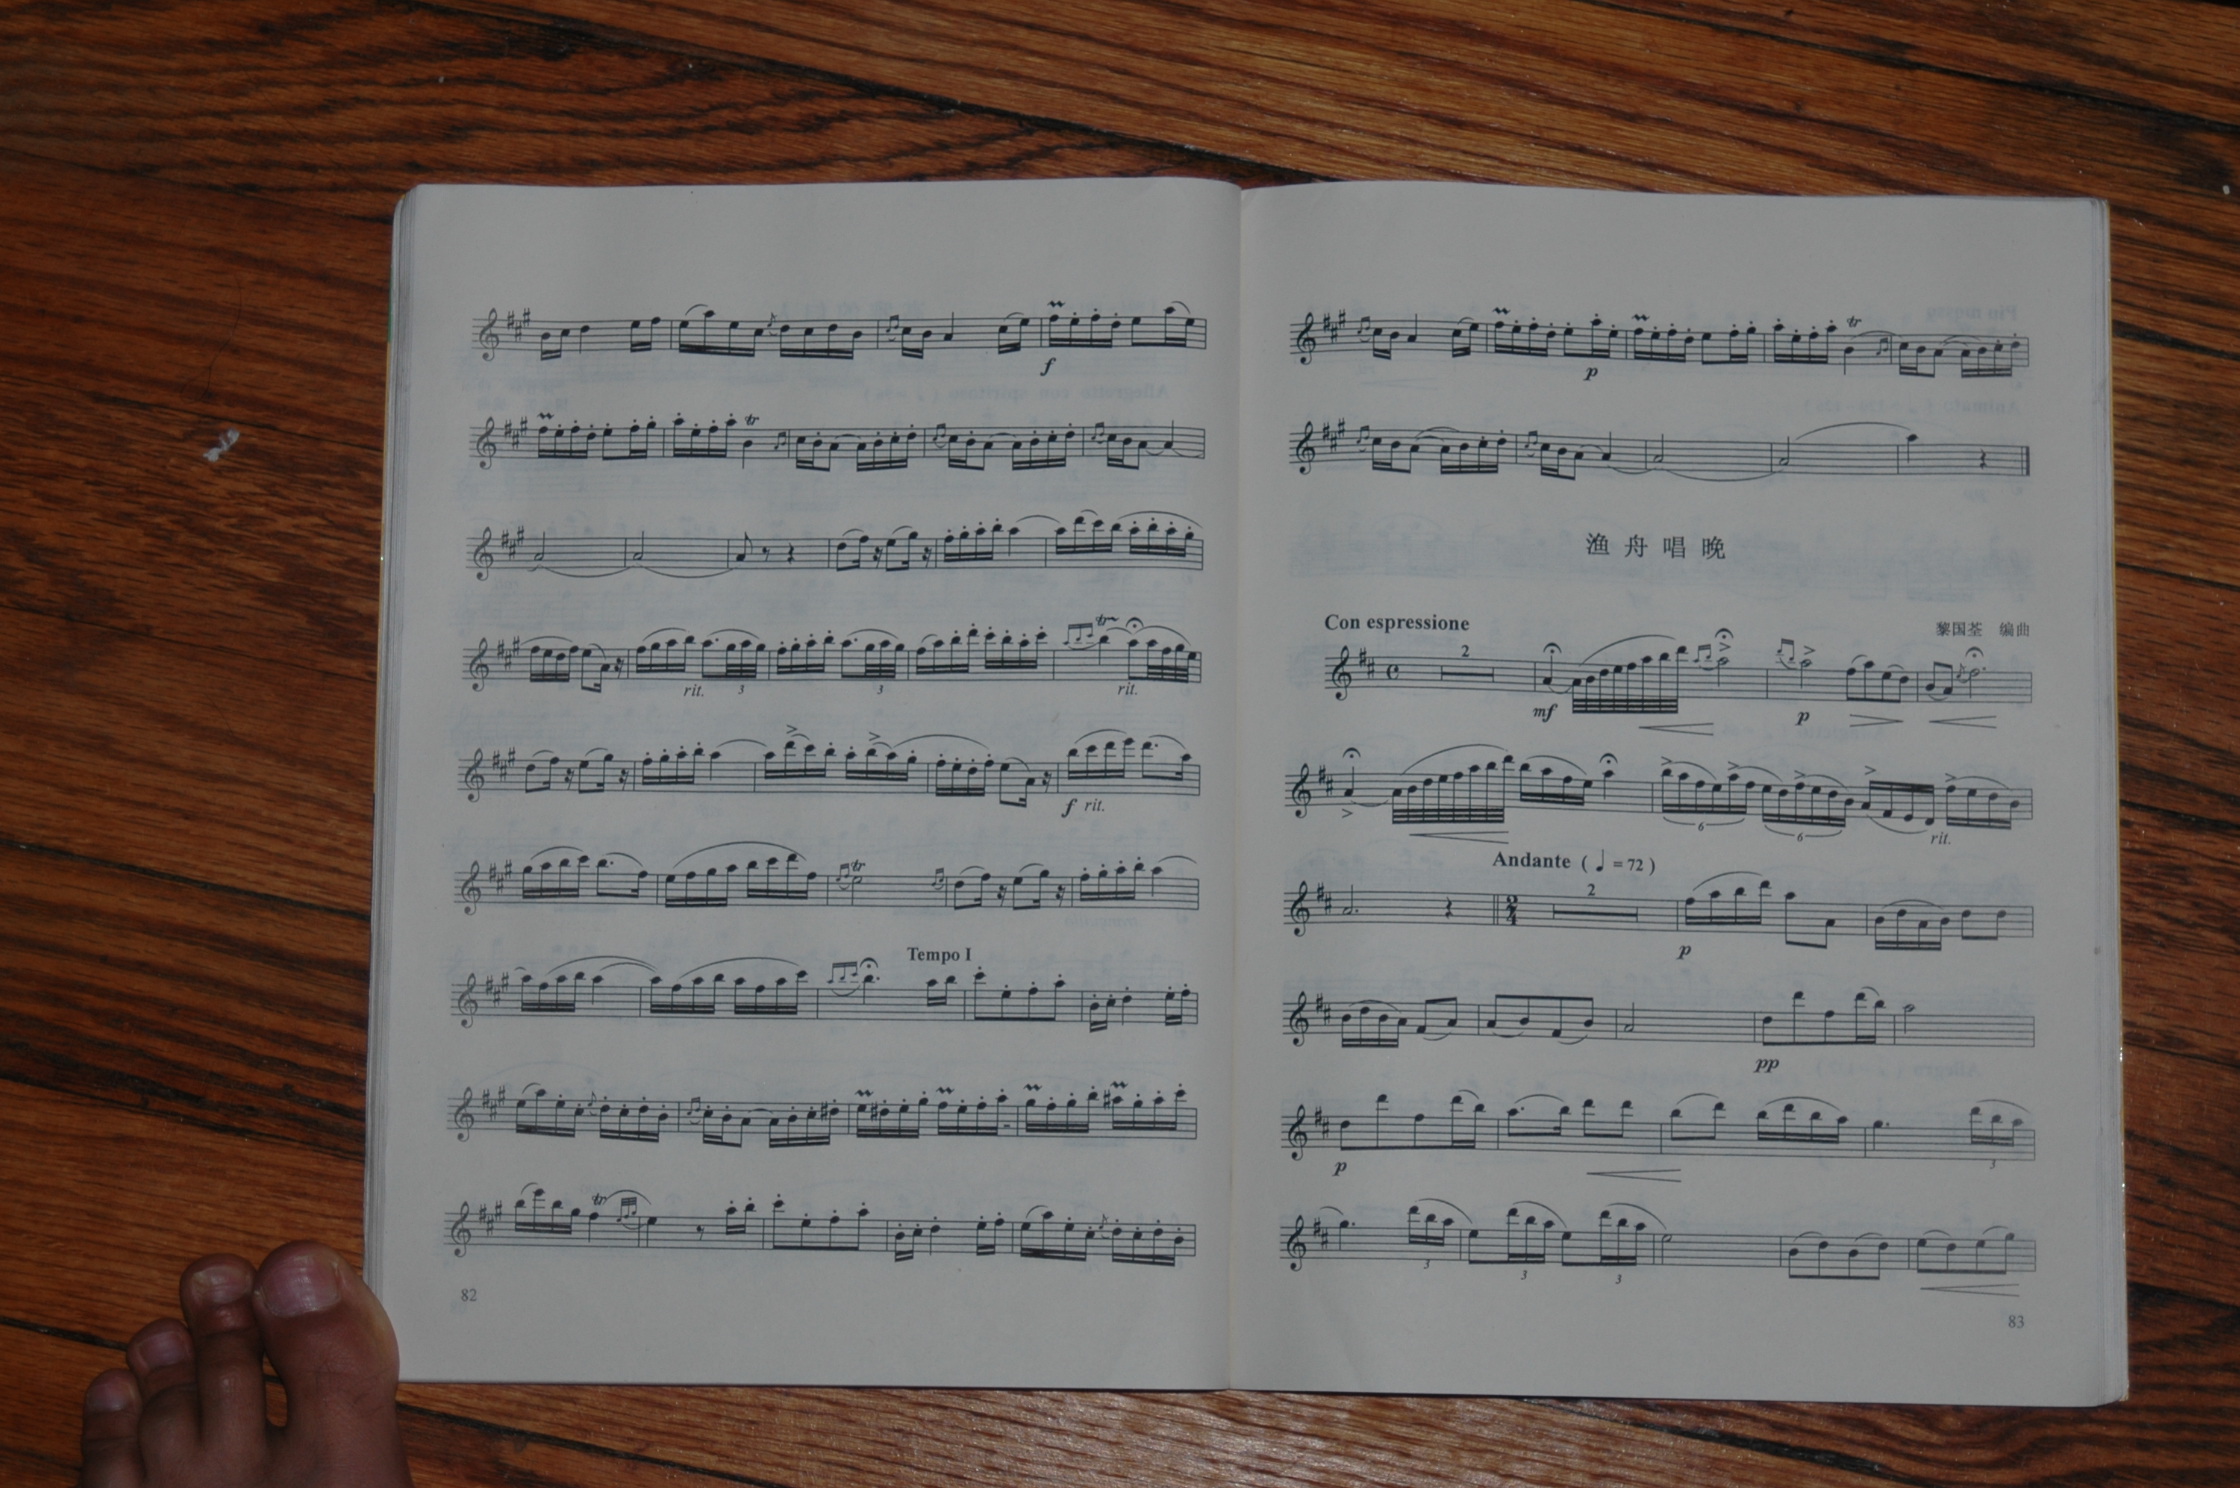 f
rit. 3 3 rit.
f rit.
Tempo I
82
p
渔舟唱晚
Con espressione
黎国荃 编曲
2
mf p
6 6 rit.
Andante ( ♩ = 72 )
2
p
pp
p 3
3 3 3
83